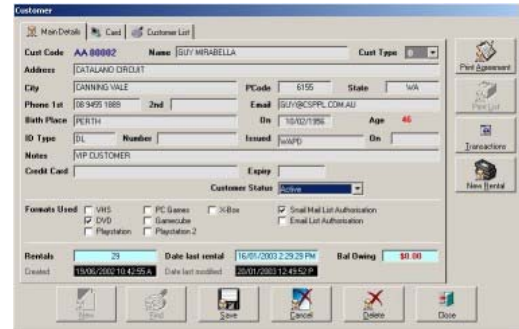 Customer
Main Details Card Customer List
Cust Code AA 00002 Name GUY MIRABELLA Cust Type
Address CATALANO CIRCUIT
City CANNING VALE PCode 6155 State WA
Phone 1st 08 9455 1889 2nd Email GUY@CSPPL.COM.AU
Birth Place PERTH On 10/02/1956 Age 46
ID Type DL Number Issued WAPD On
Notes VIP CUSTOMER
Credit Card Expiry
Customer Status Active
Formats Used VHS PC Games X-Box Snail Mail List Authorisation
DVD Gamecube Email List Authorisation
Playstation Playstation 2
Rentals 29 Date last rental 16/01/2003 2:29:29 PM Bal Owing $0.00
Created 19/06/2002 10:42:55 A Date last modified 20/01/2003 12:49:52 P
New Find Save Cancel Delete Close
Print Agreement
Print List
Transactions
New Rental